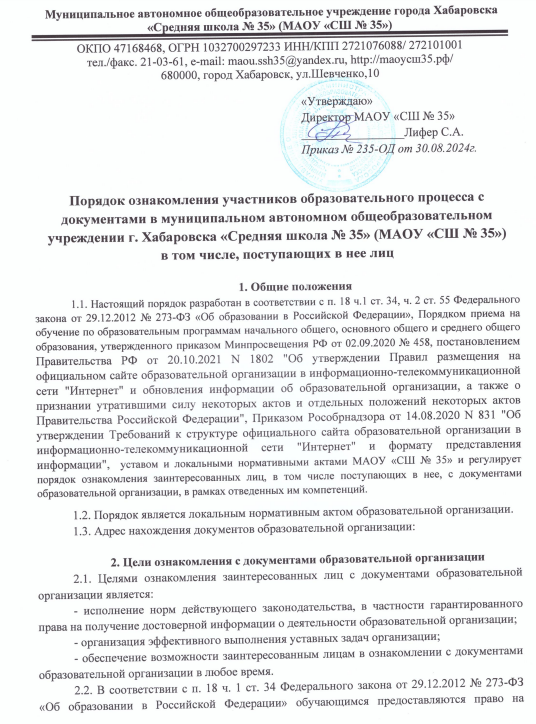 Муниципальное автономное общеобразовательное учреждение города Хабаровска
«Средняя школа № 35» (МАОУ «СШ № 35»)
ОКПО 47168468, ОГРН 1032700297233 ИНН/КПП 2721076088/ 272101001
тел./факс. 21-03-61, e-mail: maou.ssh35@yandex.ru, http://maoycш35.рф/
680000, город Хабаровск, ул.Шевченко,10
«Утверждаю»
Директор МАОУ «СШ № 35»
Лифер С.А.
Приказ № 235-ОД от 30.08.2024г.
Порядок ознакомления участников образовательного процесса с
документами в муниципальном автономном общеобразовательном
учреждении г. Хабаровска «Средняя школа № 35» (МАОУ «СШ № 35»)
в том числе, поступающих в нее лиц
1. Общие положения
1.1. Настоящий порядок разработан в соответствии с п. 18 ч.1 ст. 34, ч. 2 ст. 55 Федерального
закона от 29.12.2012 № 273-ФЗ «Об образовании в Российской Федерации», Порядком приема на
обучение по образовательным программам начального общего, основного общего и среднего общего
образования, утвержденного приказом Минпросвещения РФ от 02.09.2020 № 458, постановлением
Правительства РФ от 20.10.2021 N 1802 "Об утверждении Правил размещения на
официальном сайте образовательной организации в информационно-телекоммуникационной
сети "Интернет" и обновления информации об образовательной организации, а также о
признании утратившими силу некоторых актов и отдельных положений некоторых актов
Правительства Российской Федерации", Приказом Рособрнадзора от 14.08.2020 N 831 "Об
утверждении Требований к структуре официального сайта образовательной организации в
информационно-телекоммуникационной сети "Интернет" и формату представления
информации", уставом и локальными нормативными актами МАОУ «СШ № 35» и регулирует
порядок ознакомления заинтересованных лиц, в том числе поступающих в нее, с документами
образовательной организации, в рамках отведенных им компетенций.
1.2. Порядок является локальным нормативным актом образовательной организации.
1.3. Адрес нахождения документов образовательной организации:
2. Цели ознакомления с документами образовательной организации
2.1. Целями ознакомления заинтересованных лиц с документами образовательной
организации является:
- исполнение норм действующего законодательства, в частности гарантированного
права на получение достоверной информации о деятельности образовательной организации;
- организация эффективного выполнения уставных задач организации;
- обеспечение возможности заинтересованным лицам в ознакомлении с документами
образовательной организации в любое время.
2.2. В соответствии с п. 18 ч. 1 ст. 34 Федерального закона от 29.12.2012 № 273-ФЗ
«Об образовании в Российской Федерации» обучающимся предоставляются право на